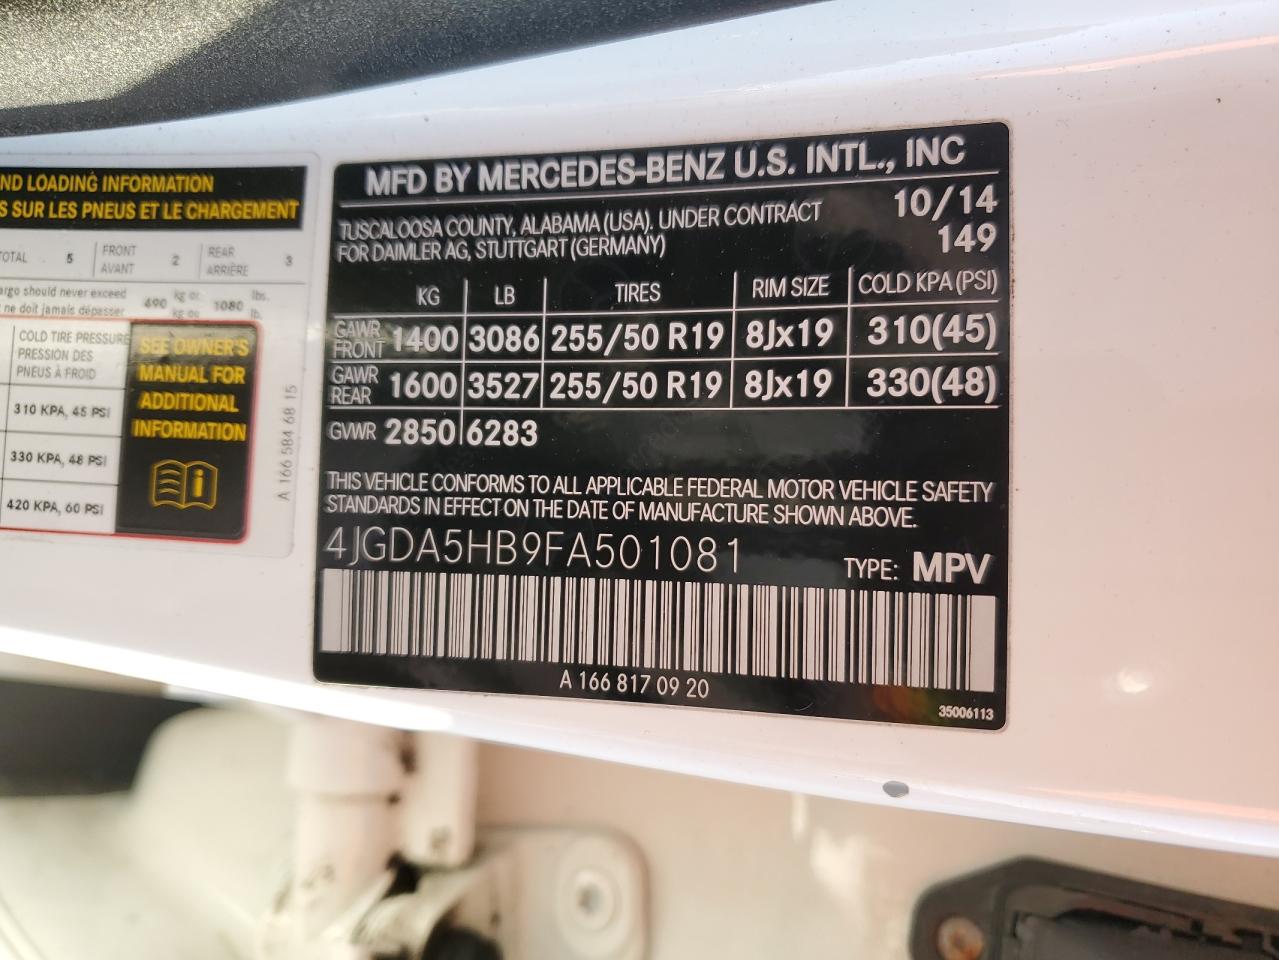 ND LOADING INFORMATION
S SUR LES PNEUS ET LE CHARGEMENT
TOTAL 5 FRONT AVANT 2 REAR ARRIÈRE 3
argo should never exceed
ne doit jamais dépasser 490 kg or kg ou 1080 lbs. lb.
COLD TIRE PRESSURE
PRESSION DES
PNEUS À FROID
310 KPA, 45 PSI
330 KPA, 48 PSI
420 KPA, 60 PSI
SEE OWNER'S
MANUAL FOR
ADDITIONAL
INFORMATION
A 166 584 68 15
MFD BY MERCEDES-BENZ U.S. INTL., INC
TUSCALOOSA COUNTY, ALABAMA (USA). UNDER CONTRACT 10/14
FOR DAIMLER AG, STUTTGART (GERMANY) 149
KG LB TIRES RIM SIZE COLD KPA (PSI)
GAWR FRONT 1400 3086 255/50 R19 8Jx19 310(45)
GAWR REAR 1600 3527 255/50 R19 8Jx19 330(48)
GVWR 2850 6283
THIS VEHICLE CONFORMS TO ALL APPLICABLE FEDERAL MOTOR VEHICLE SAFETY
STANDARDS IN EFFECT ON THE DATE OF MANUFACTURE SHOWN ABOVE.
4JGDA5HB9FA501081 TYPE: MPV
A 166 817 09 20
35006113